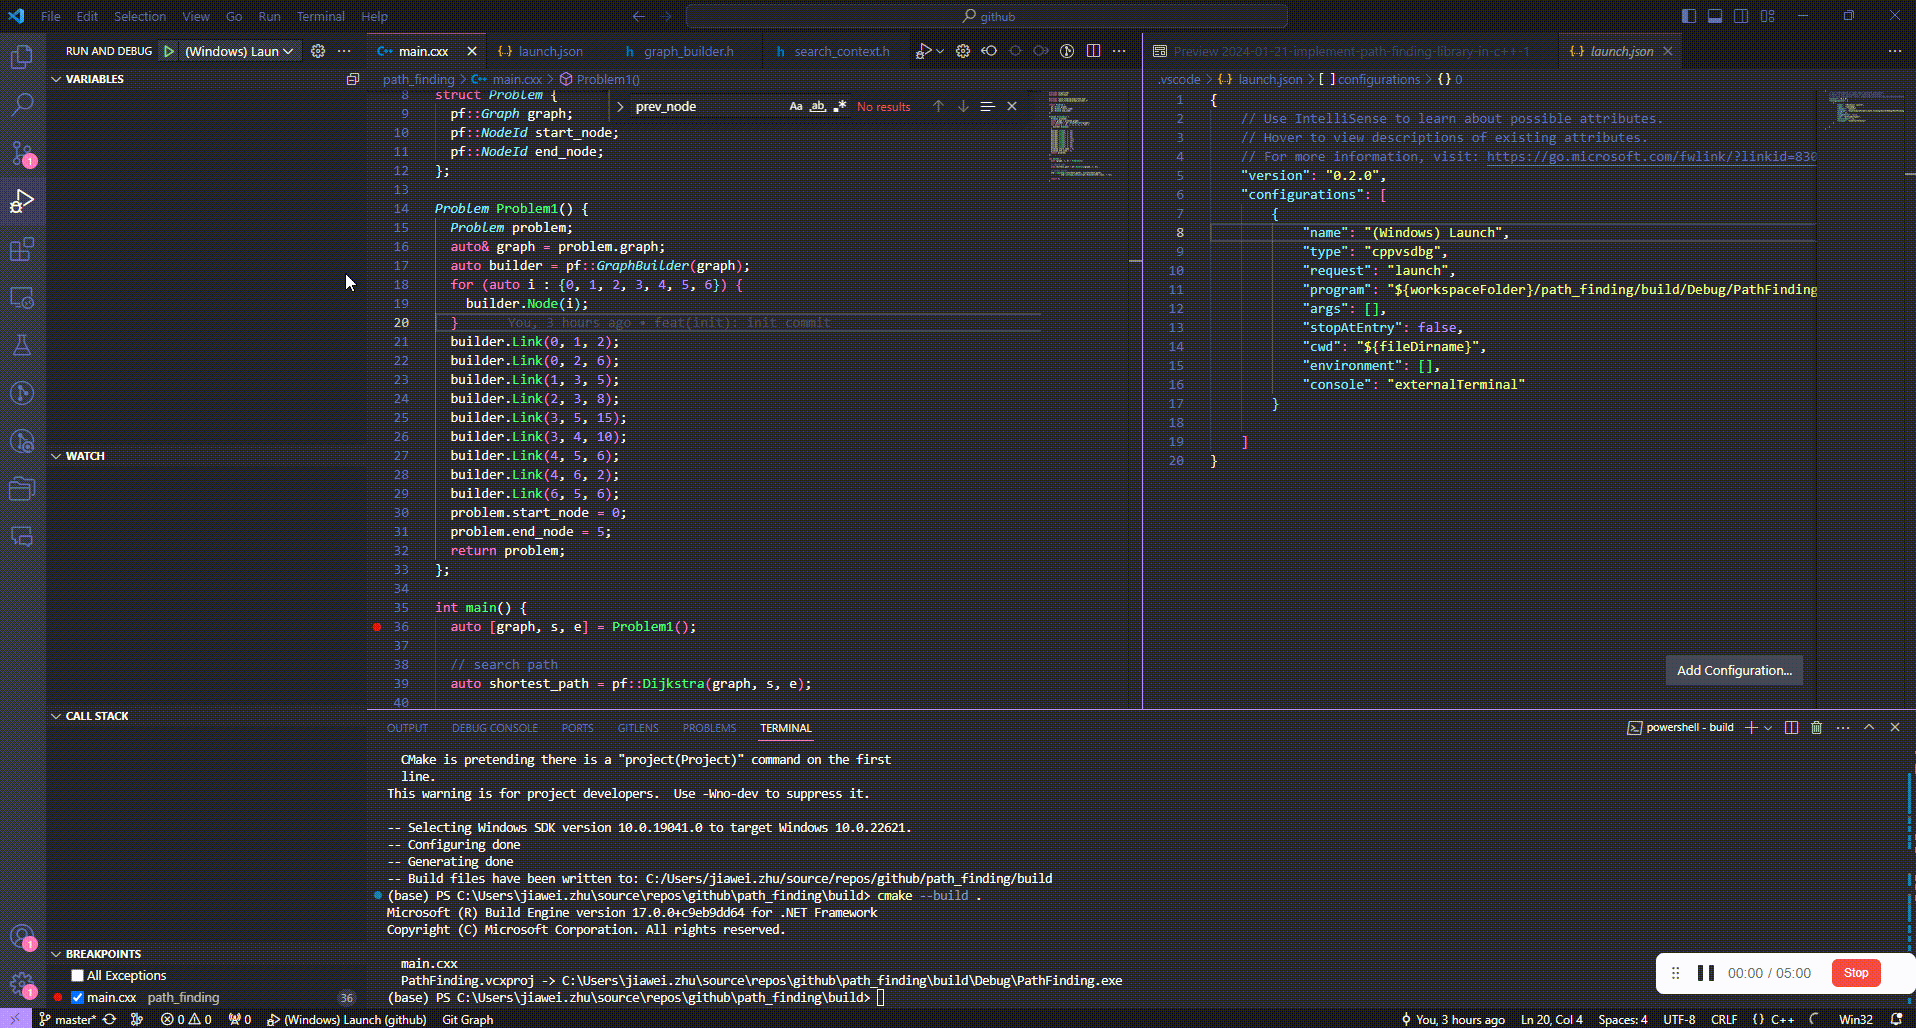 File Edit Selection View Go Run Terminal Help
github
RUN AND DEBUG (Windows) Laun
main.cxx
launch.json
graph_builder.h
search_context.h
Preview 2024-01-21-implement-path-finding-library-in-c++-1
launch.json
VARIABLES
path_finding > main.cxx > Problem1()
prev_node
Aa ab
No results
8 struct Problem {
9 pf::Graph graph;
10 pf::NodeId start_node;
11 pf::NodeId end_node;
12 };
13
14 Problem Problem1() {
15 Problem problem;
16 auto& graph = problem.graph;
17 auto builder = pf::GraphBuilder(graph);
18 for (auto i : {0, 1, 2, 3, 4, 5, 6}) {
19 builder.Node(i);
20 } You, 3 hours ago • feat(init): init commit
21 builder.Link(0, 1, 2);
22 builder.Link(0, 2, 6);
23 builder.Link(1, 3, 5);
24 builder.Link(2, 3, 8);
25 builder.Link(3, 5, 15);
26 builder.Link(3, 4, 10);
27 builder.Link(4, 5, 6);
28 builder.Link(4, 6, 2);
29 builder.Link(6, 5, 6);
30 problem.start_node = 0;
31 problem.end_node = 5;
32 return problem;
33 };
34
35 int main() {
36 auto [graph, s, e] = Problem1();
37
38 // search path
39 auto shortest_path = pf::Dijkstra(graph, s, e);
40
.vscode > launch.json > [ ] configurations > {} 0
1 {
2 // Use IntelliSense to learn about possible attributes.
3 // Hover to view descriptions of existing attributes.
4 // For more information, visit: https://go.microsoft.com/fwlink/?linkid=830
5 "version": "0.2.0",
6 "configurations": [
7 {
8 "name": "(Windows) Launch",
9 "type": "cppvsdbg",
10 "request": "launch",
11 "program": "${workspaceFolder}/path_finding/build/Debug/PathFinding
12 "args": [],
13 "stopAtEntry": false,
14 "cwd": "${fileDirname}",
15 "environment": [],
16 "console": "externalTerminal"
17 }
18
19 ]
20 }
Add Configuration...
WATCH
CALL STACK
BREAKPOINTS
All Exceptions
main.cxx path_finding 36
OUTPUT DEBUG CONSOLE PORTS GITLENS PROBLEMS TERMINAL
powershell - build
CMake is pretending there is a "project(Project)" command on the first
line.
This warning is for project developers. Use -Wno-dev to suppress it.
-- Selecting Windows SDK version 10.0.19041.0 to target Windows 10.0.22621.
-- Configuring done
-- Generating done
-- Build files have been written to: C:/Users/jiawei.zhu/source/repos/github/path_finding/build
(base) PS C:\Users\jiawei.zhu\source\repos\github\path_finding\build> cmake --build .
Microsoft (R) Build Engine version 17.0.0+c9eb9dd64 for .NET Framework
Copyright (C) Microsoft Corporation. All rights reserved.
main.cxx
PathFinding.vcxproj -> C:\Users\jiawei.zhu\source\repos\github\path_finding\build\Debug\PathFinding.exe
(base) PS C:\Users\jiawei.zhu\source\repos\github\path_finding\build>
00:00 / 05:00 Stop
1
1
1
master* 0 0 0 (Windows) Launch (github) Git Graph
You, 3 hours ago Ln 20, Col 4 Spaces: 4 UTF-8 CRLF {} C++ Win32